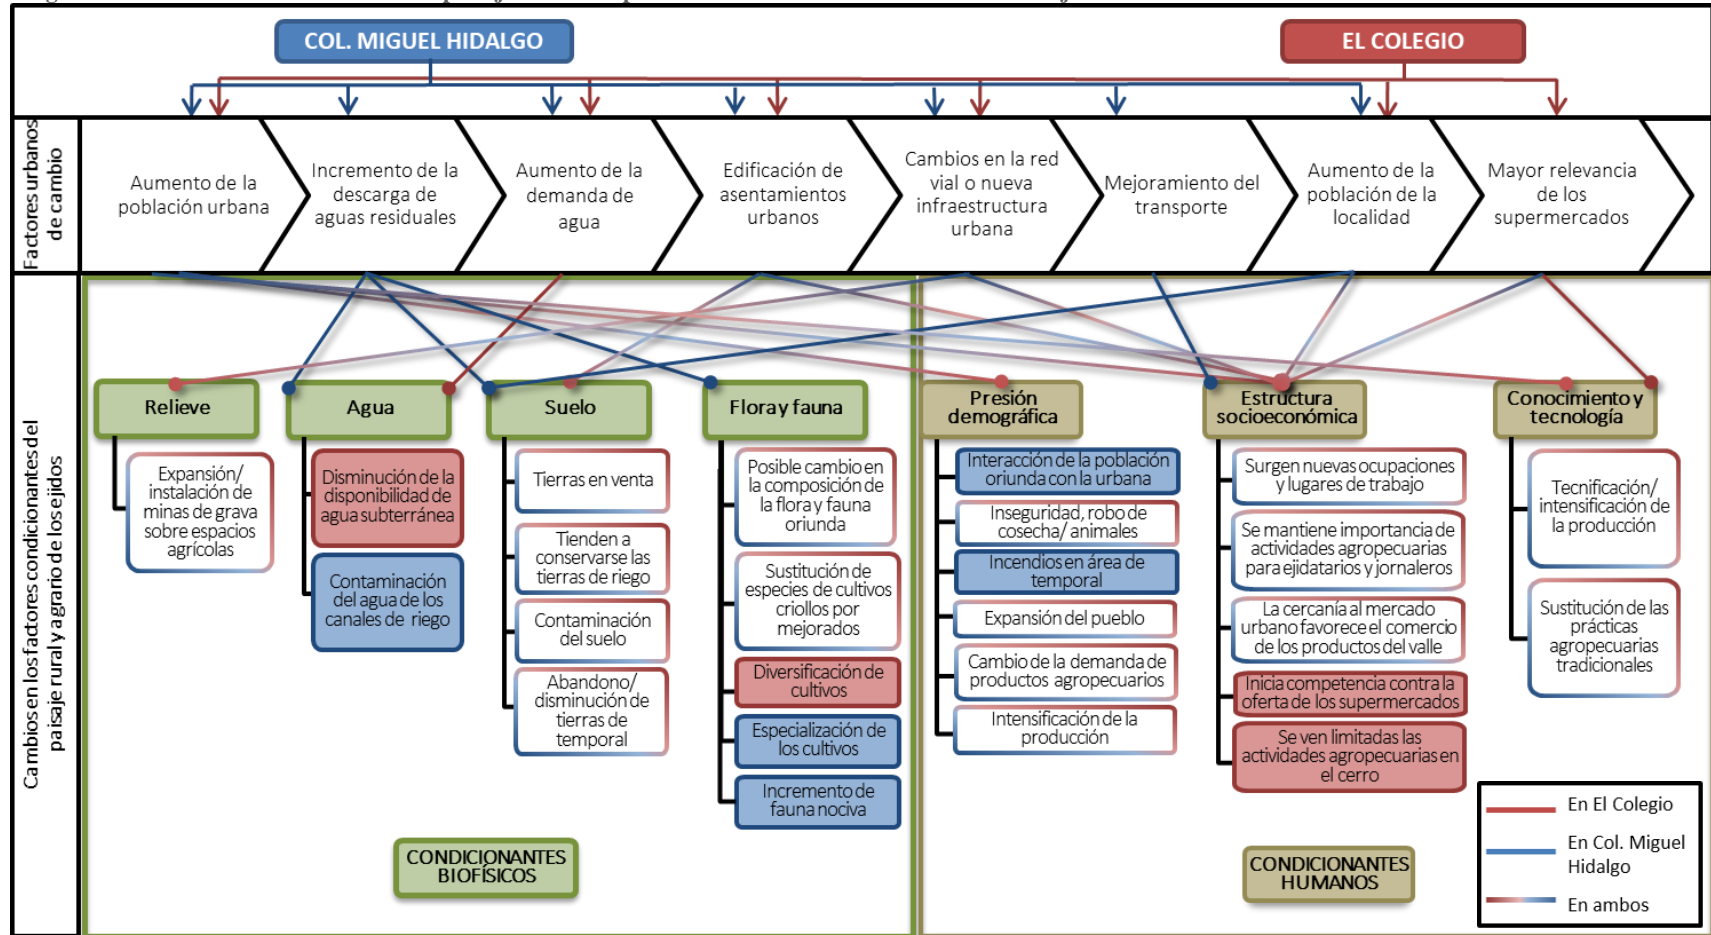 COL. MIGUEL HIDALGO
EL COLEGIO
Factores urbanos
de cambio
Aumento de la
población urbana
Incremento de la
descarga de
aguas residuales
Aumento de la
demanda de
agua
Edificación de
asentamientos
urbanos
Cambios en la red
vial o nueva
infraestructura
urbana
Mejoramiento del
transporte
Aumento de la
población de la
localidad
Mayor relevancia
de los
supermercados
Cambios en los factores condicionantes del
paisaje rural y agrario de los ejidos
Relieve
Expansión/
instalación de
minas de grava
sobre espacios
agrícolas
Agua
Disminución de la
disponibilidad de
agua subterránea
Contaminación
del agua de los
canales de riego
Suelo
Tierras en venta
Tienden a
conservarse las
tierras de riego
Contaminación
del suelo
Abandono/
disminución de
tierras de
temporal
Flora y fauna
Posible cambio en
la composición de
la flora y fauna
oriunda
Sustitución de
especies de cultivos
criollos por
mejorados
Diversificación de
cultivos
Especialización de
los cultivos
Incremento de
fauna nociva
CONDICIONANTES
BIOFÍSICOS
Presión
demográfica
Interacción de la población
oriunda con la urbana
Inseguridad, robo de
cosecha/ animales
Incendios en área de
temporal
Expansión del pueblo
Cambio de la demanda de
productos agropecuarios
Intensificación de la
producción
Estructura
socioeconómica
Surgen nuevas ocupaciones
y lugares de trabajo
Se mantiene importancia de
actividades agropecuarias
para ejidatarios y jornaleros
La cercanía al mercado
urbano favorece el comercio
de los productos del valle
Inicia competencia contra la
oferta de los supermercados
Se ven limitadas las
actividades agropecuarias en
el cerro
Conocimiento y
tecnología
Tecnificación/
intensificación de
la producción
Sustitución de las
prácticas
agropecuarias
tradicionales
CONDICIONANTES
HUMANOS
En El Colegio
En Col. Miguel
Hidalgo
En ambos